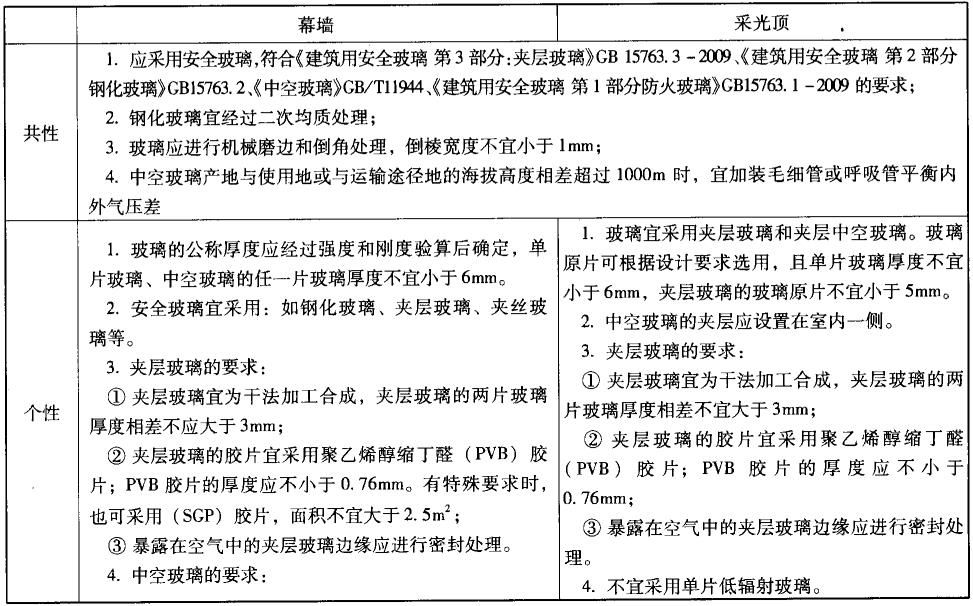 幕墙
采光顶
共性
1. 应采用安全玻璃,符合《建筑用安全玻璃 第3部分:夹层玻璃》GB 15763.3-2009、《建筑用安全玻璃 第2部分
钢化玻璃》GB15763.2、《中空玻璃》GB/T11944、《建筑用安全玻璃 第1部分防火玻璃》GB15763.1-2009的要求;
2. 钢化玻璃宜经过二次均质处理;
3. 玻璃应进行机械磨边和倒角处理，倒棱宽度不宜小于1mm;
4. 中空玻璃产地与使用地或与运输途径地的海拔高度相差超过1000m时，宜加装毛细管或呼吸管平衡内
外气压差
个性
1. 玻璃的公称厚度应经过强度和刚度验算后确定，单
片玻璃、中空玻璃的任一片玻璃厚度不宜小于6mm。
2. 安全玻璃宜采用：如钢化玻璃、夹层玻璃、夹丝玻
璃等。
3. 夹层玻璃的要求：
① 夹层玻璃宜为干法加工合成，夹层玻璃的两片玻璃
厚度相差不应大于3mm;
② 夹层玻璃的胶片宜采用聚乙烯醇缩丁醛（PVB）胶
片；PVB胶片的厚度应不小于0.76mm。有特殊要求时，
也可采用（SGP）胶片，面积不宜大于2.5m²;
③ 暴露在空气中的夹层玻璃边缘应进行密封处理。
4. 中空玻璃的要求：
1. 玻璃宜采用夹层玻璃和夹层中空玻璃。玻璃
原片可根据设计要求选用，且单片玻璃厚度不宜
小于6mm，夹层玻璃的玻璃原片不宜小于5mm。
2. 中空玻璃的夹层应设置在室内一侧。
3. 夹层玻璃的要求：
① 夹层玻璃宜为干法加工合成，夹层玻璃的两
片玻璃厚度相差不宜大于3mm;
② 夹层玻璃的胶片宜采用聚乙烯醇缩丁醛
（PVB）胶片；PVB胶片的厚度应不小于
0.76mm;
③ 暴露在空气中的夹层玻璃边缘应进行密封处
理。
4. 不宜采用单片低辐射玻璃。